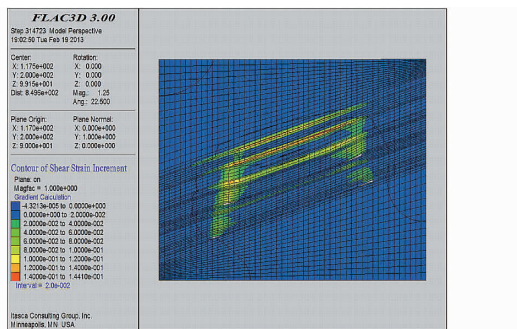 FLAC3D 3.00
Step 314723 Model Perspective
19:02:50 Tue Feb 19 2013
Center: Rotation:
X: 1.175e+002 X: 0.000
Y: 2.000e+002 Y: 0.000
Z: 9.915e+001 Z: 0.000
Dist: 8.496e+002 Mag.: 1.25
Ang.: 22.500
Plane Origin: Plane Normal:
X: 1.170e+002 X: 0.000e+000
Y: 2.000e+002 Y: 1.000e+000
Z: 9.000e+001 Z: 0.000e+000
Contour of Shear Strain Increment
Plane: on
Magfac = 1.000e+000
Gradient Calculation
-4.3213e-005 to 0.0000e+000
0.0000e+000 to 2.0000e-002
2.0000e-002 to 4.0000e-002
4.0000e-002 to 6.0000e-002
6.0000e-002 to 8.0000e-002
8.0000e-002 to 1.0000e-001
1.0000e-001 to 1.2000e-001
1.2000e-001 to 1.4000e-001
1.4000e-001 to 1.4410e-001
Interval = 2.0e-002
Itasca Consulting Group, Inc.
Minneapolis, MN USA